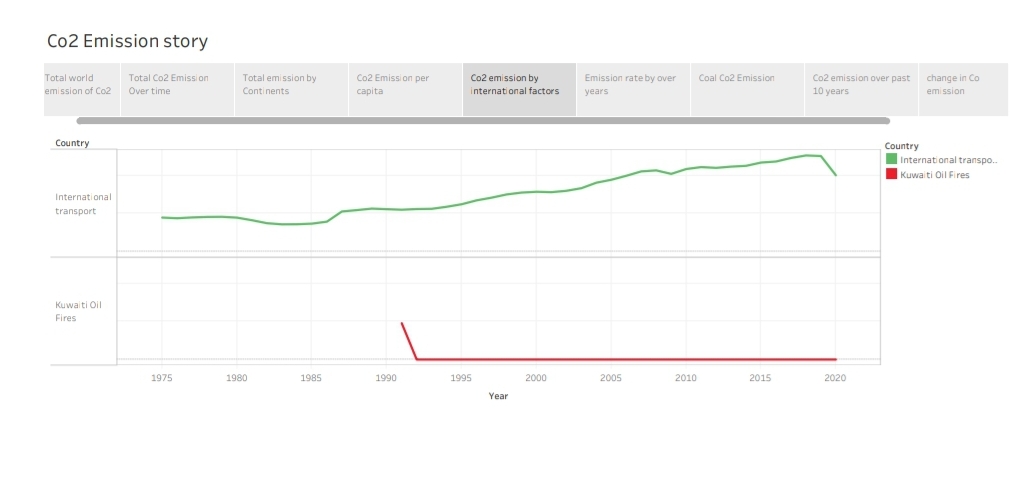 Co2 Emission story
Total world
emission of Co2
Total Co2 Emission
Over time
Total emission by
Continents
Co2 Emission per
capita
Co2 emission by
international factors
Emission rate by over
years
Coal Co2 Emission
Co2 emission over past
10 years
change in Co
emission
Country
International
transport
Kuwaiti Oil
Fires
1975 1980 1985 1990 1995 2000 2005 2010 2015 2020
Year
Country
International transpo..
Kuwaiti Oil Fires